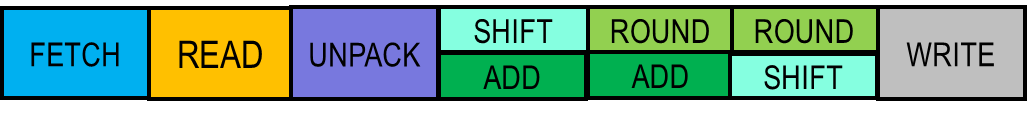 FETCH
READ
UNPACK
SHIFT
ADD
ROUND
ADD
ROUND
SHIFT
WRITE